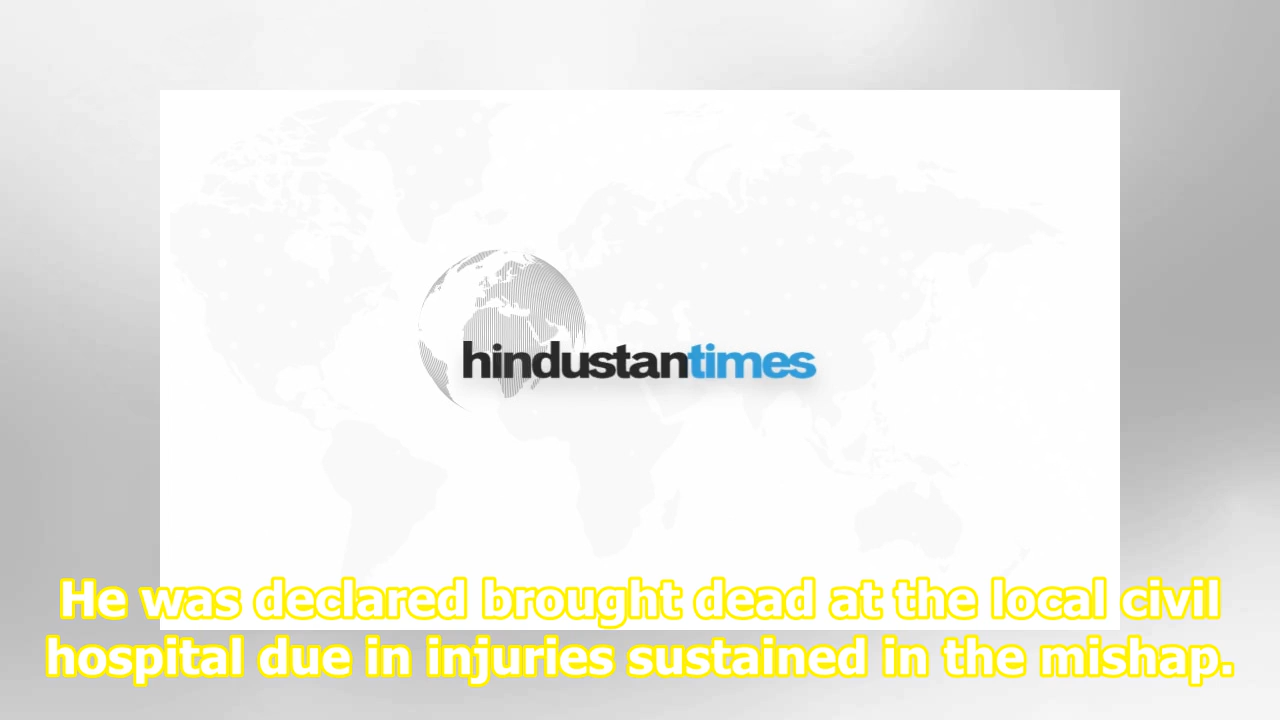 hindustantimes
He was declared brought dead at the local civil
hospital due in injuries sustained in the mishap.